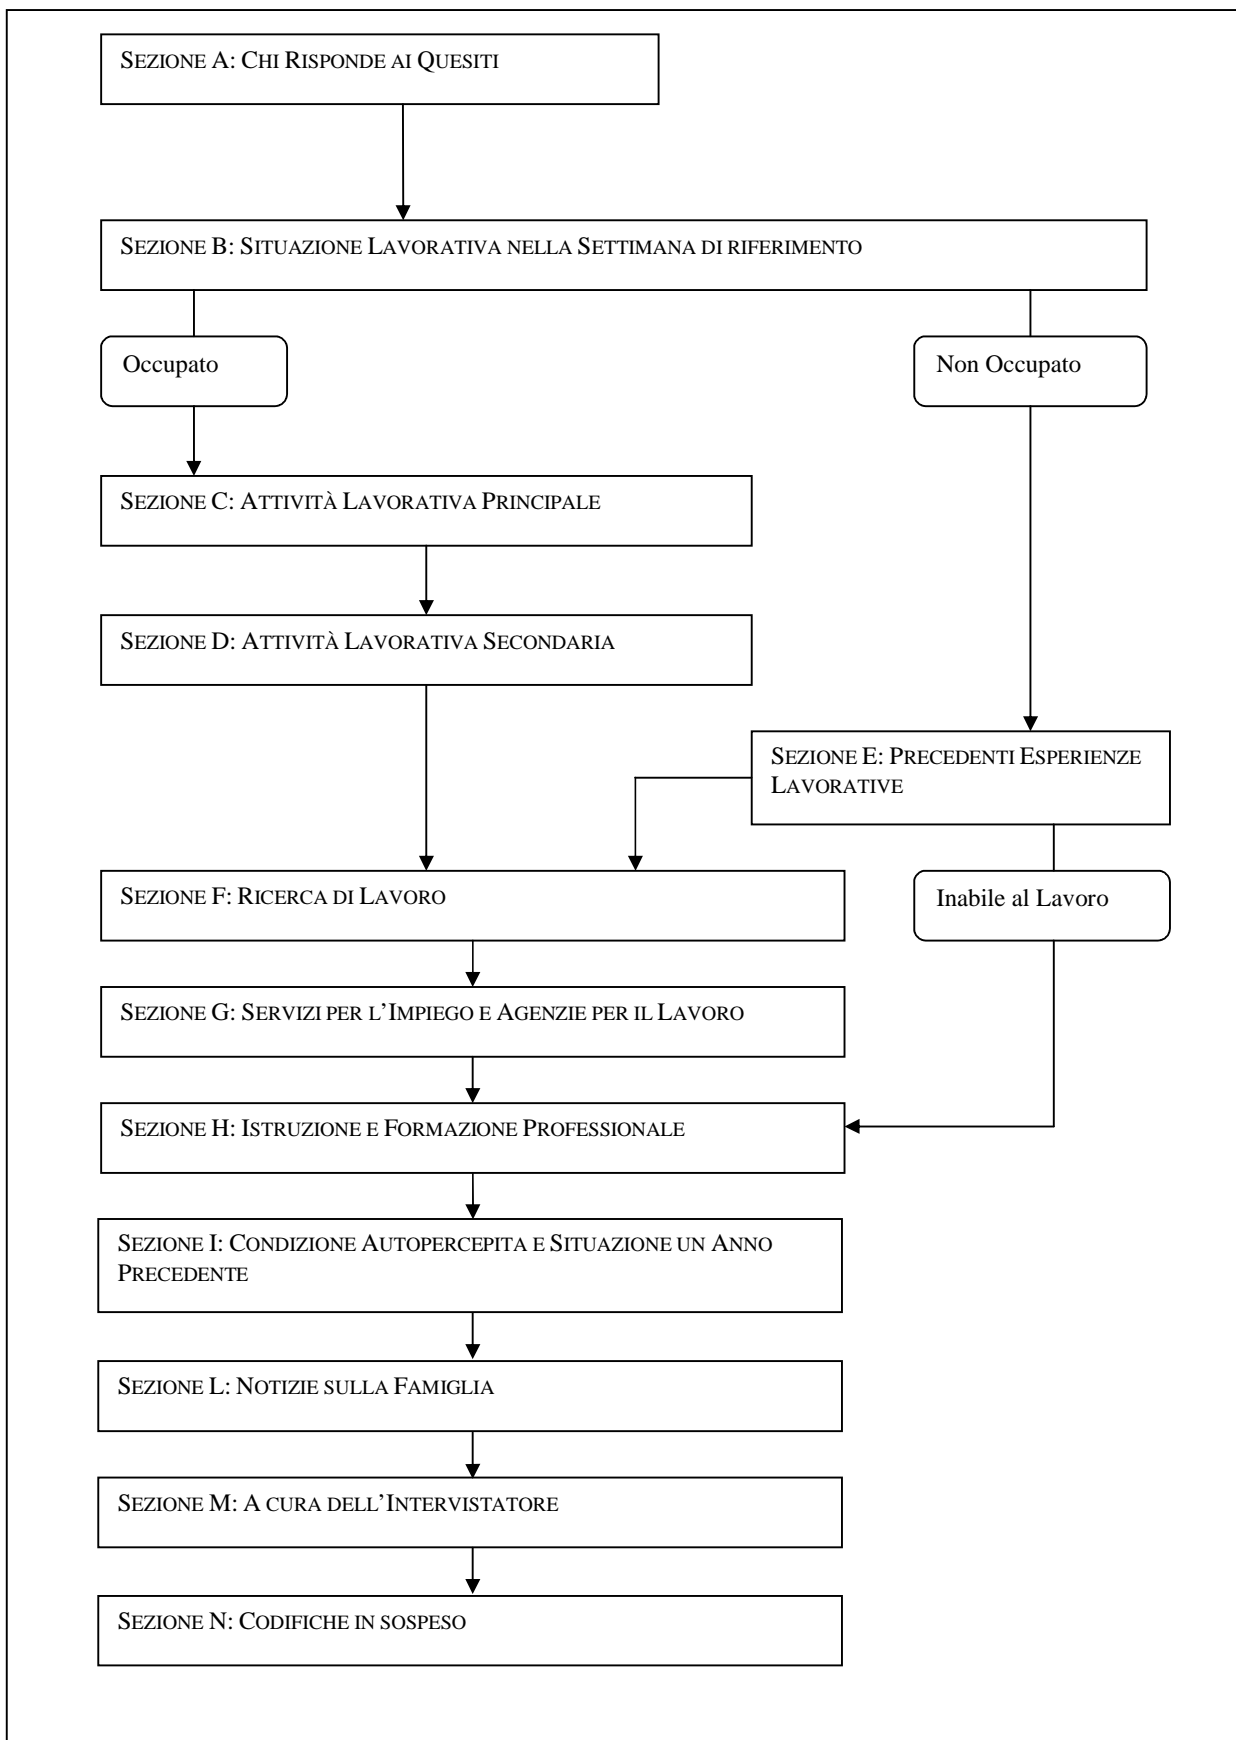 SEZIONE A: CHI RISPONDE AI QUESITI
SEZIONE B: SITUAZIONE LAVORATIVA NELLA SETTIMANA DI RIFERIMENTO
Occupato
Non Occupato
SEZIONE C: ATTIVITÀ LAVORATIVA PRINCIPALE
SEZIONE D: ATTIVITÀ LAVORATIVA SECONDARIA
SEZIONE E: PRECEDENTI ESPERIENZE
LAVORATIVE
SEZIONE F: RICERCA DI LAVORO
Inabile al Lavoro
SEZIONE G: SERVIZI PER L'IMPIEGO E AGENZIE PER IL LAVORO
SEZIONE H: ISTRUZIONE E FORMAZIONE PROFESSIONALE
SEZIONE I: CONDIZIONE AUTOPERCEPITA E SITUAZIONE UN ANNO
PRECEDENTE
SEZIONE L: NOTIZIE SULLA FAMIGLIA
SEZIONE M: A CURA DELL'INTERVISTATORE
SEZIONE N: CODIFICHE IN SOSPESO